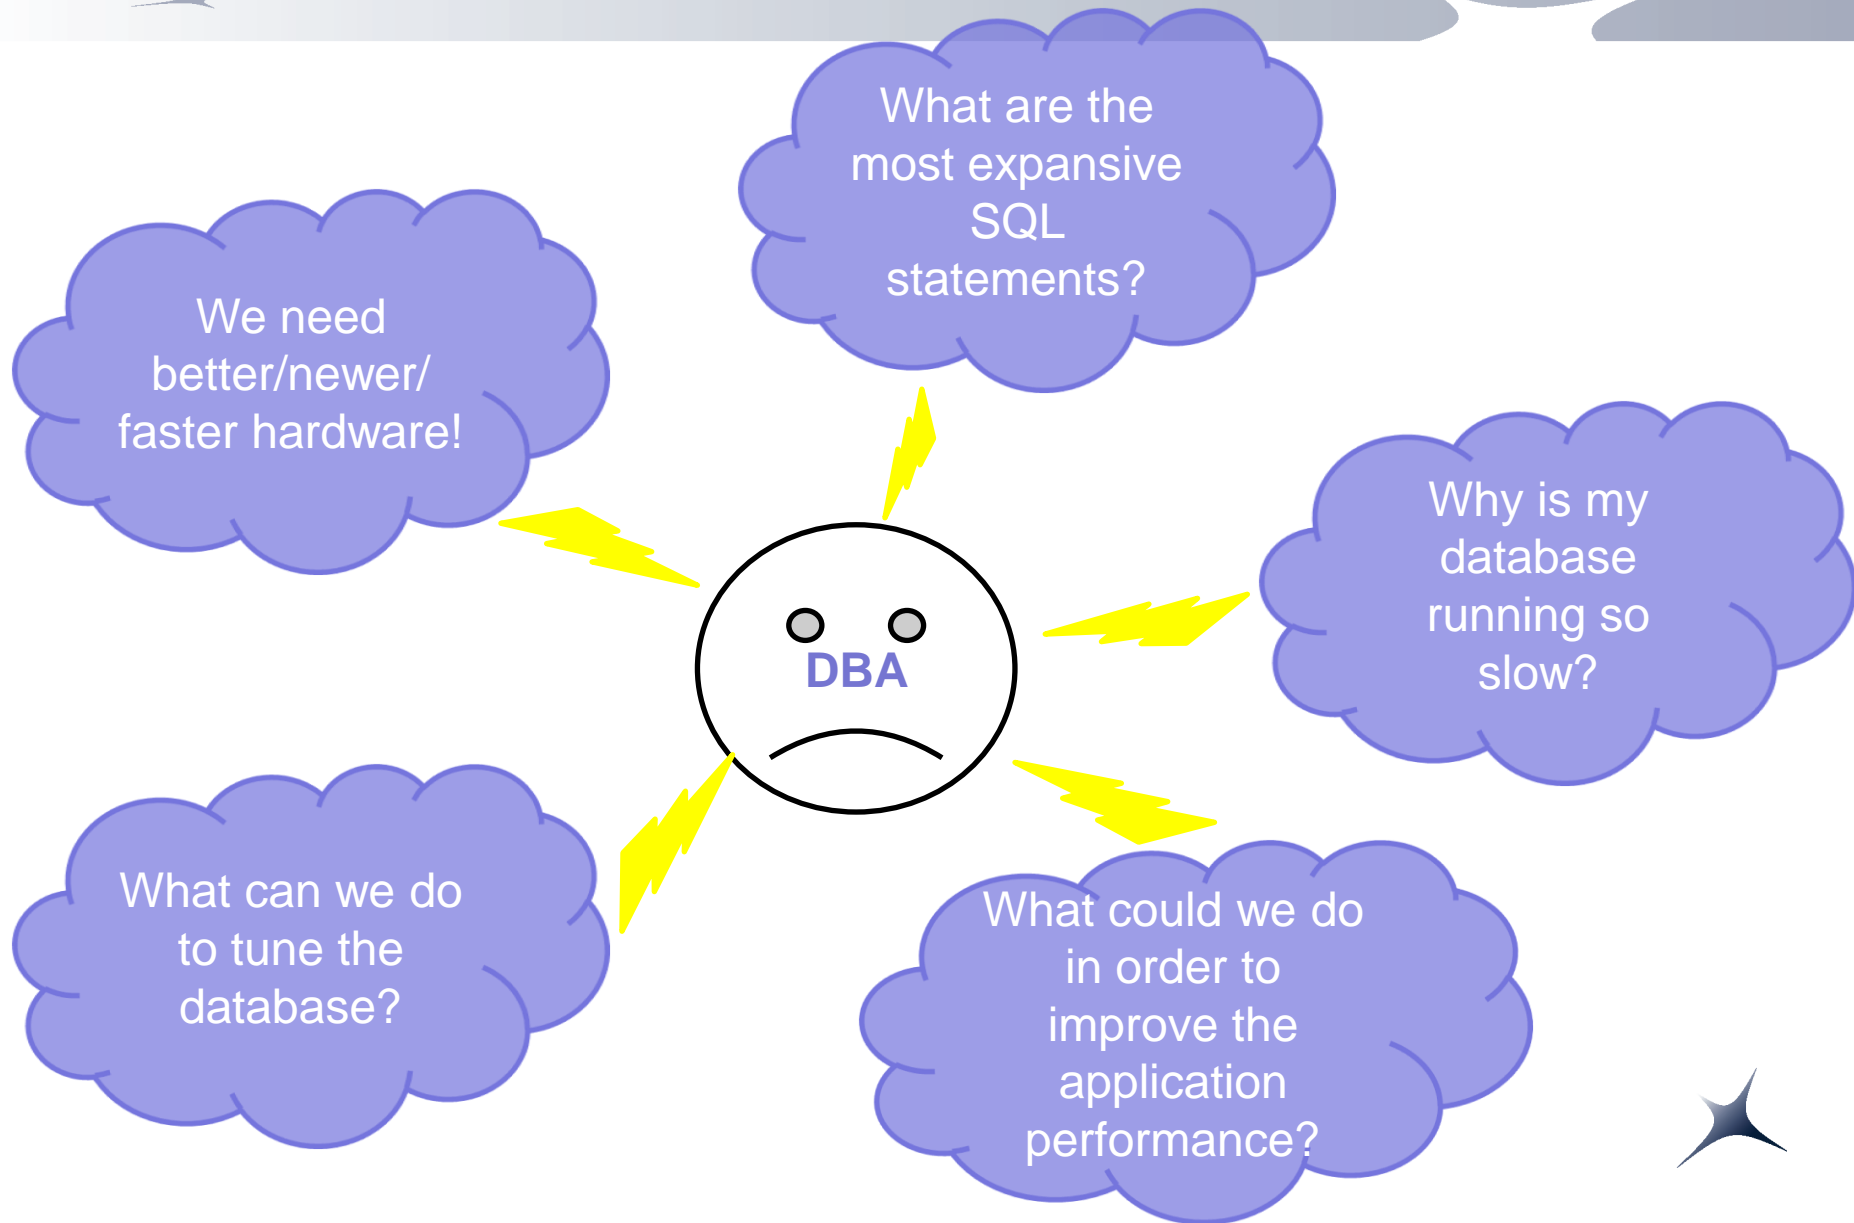 What are the
most expansive
SQL
statements?
We need
better/newer/
faster hardware!
Why is my
database
running so
slow?
DBA
What can we do
to tune the
database?
What could we do
in order to
improve the
application
performance?